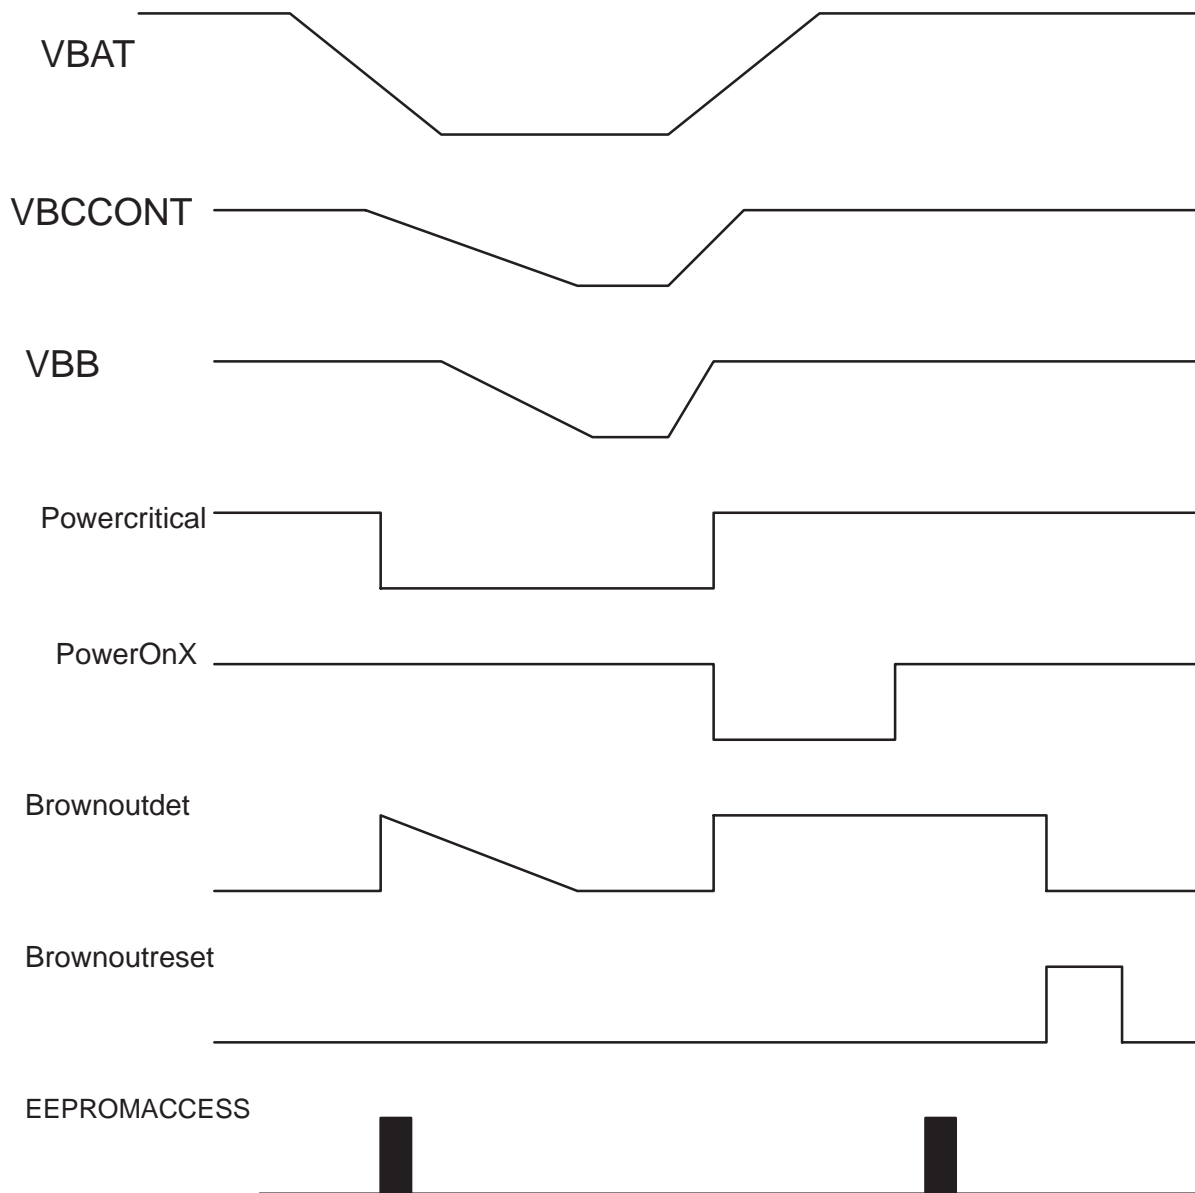 VBAT
VBCCONT
VBB
Powercritical
PowerOnX
Brownoutdet
Brownoutreset
EEPROMACCESS